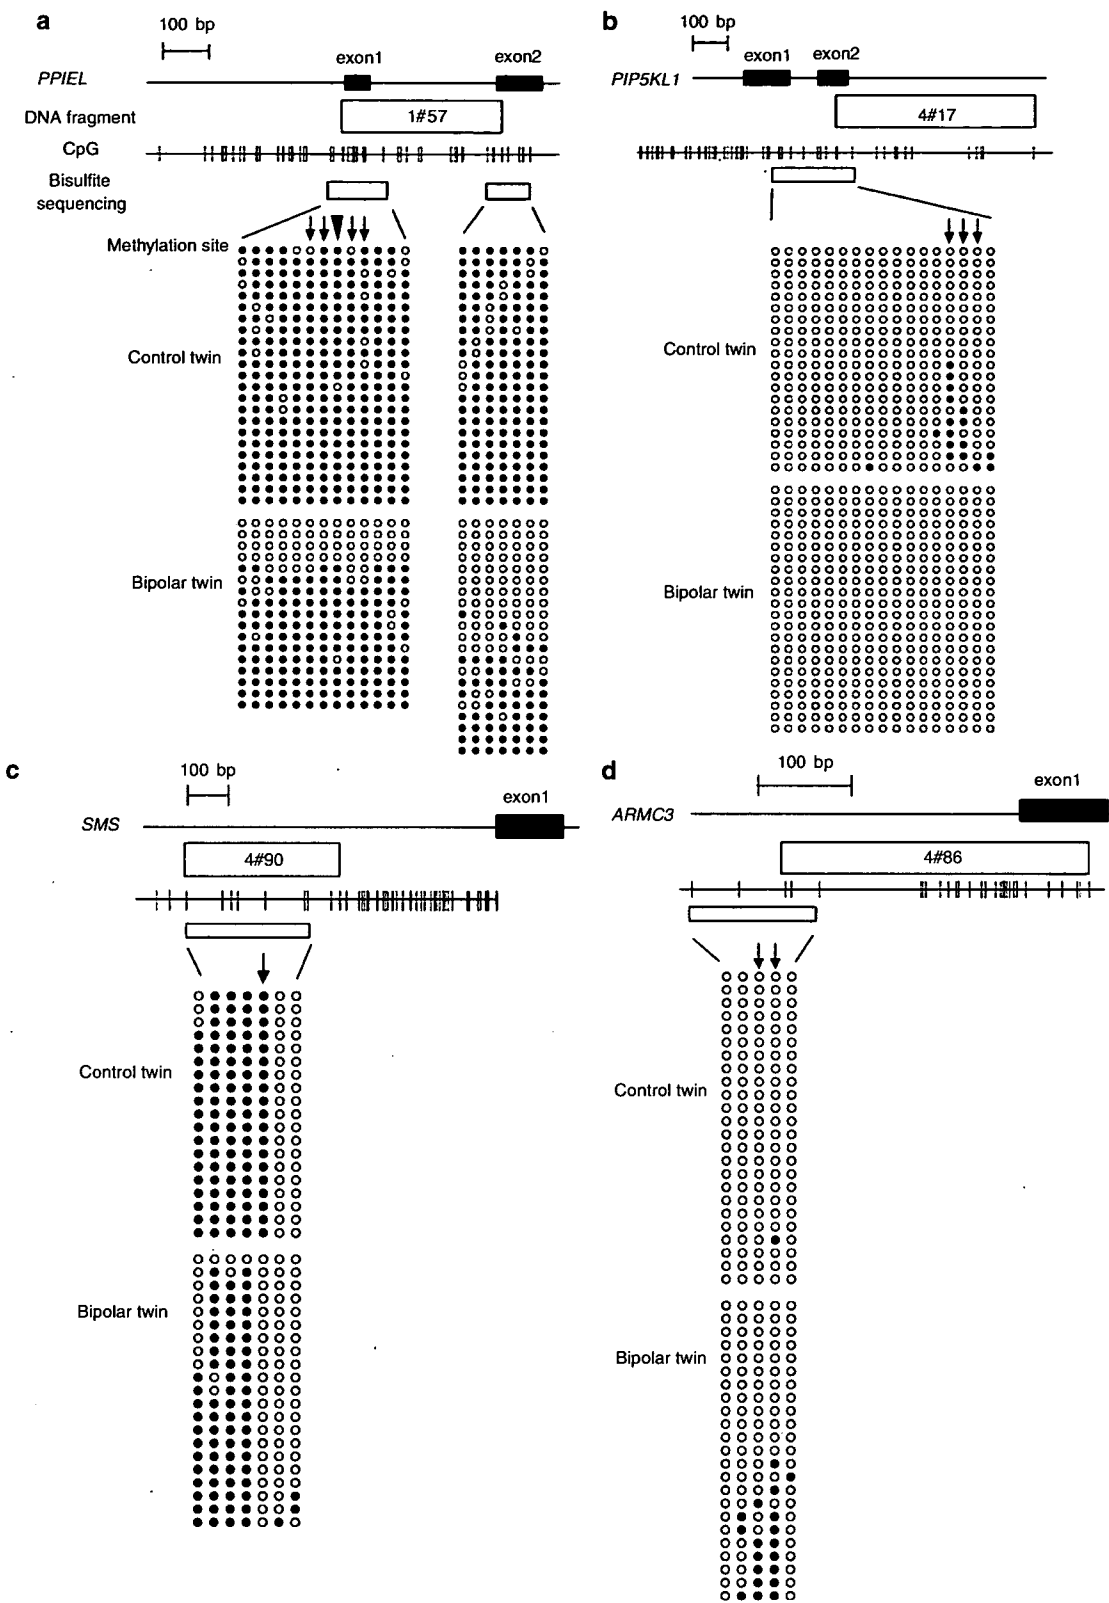 a
100 bp
exon1
exon2
PPIEL
DNA fragment
1#57
CpG
Bisulfite
sequencing
Methylation site
Control twin
Bipolar twin
b
100 bp
exon1
exon2
PIP5KL1
4#17
Control twin
Bipolar twin
c
100 bp
exon1
SMS
4#90
Control twin
Bipolar twin
d
100 bp
exon1
ARMC3
4#86
Control twin
Bipolar twin